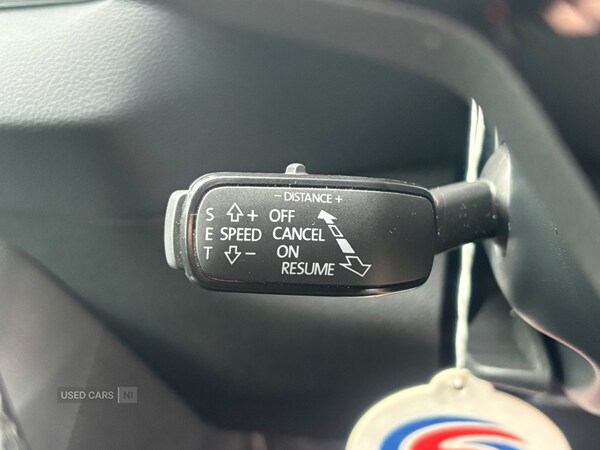 - DISTANCE +
S + OFF
E SPEED CANCEL
T - ON
RESUME
USED CARS NI